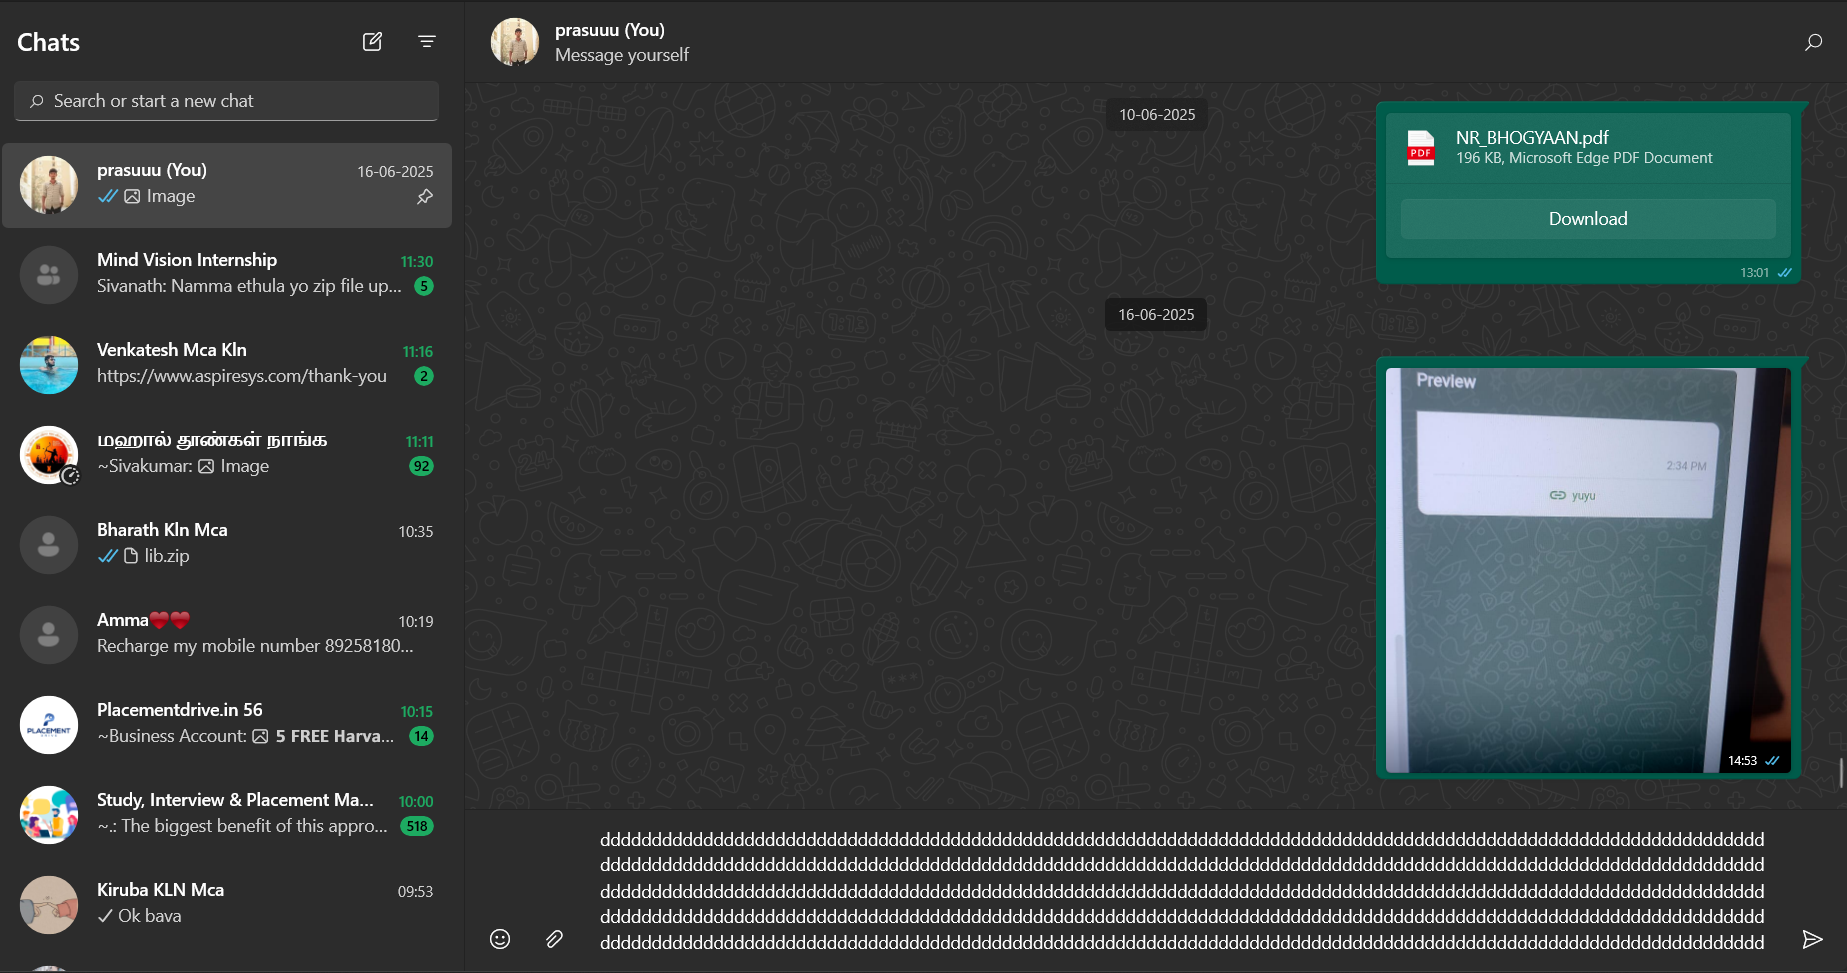 Chats
Search or start a new chat
prasuuu (You)
16-06-2025
Image
Mind Vision Internship
11:30
Sivanath: Namma ethula yo zip file up...
5
Venkatesh Mca Kln
11:16
https://www.aspiresys.com/thank-you
2
மஹால் தூண்கள் நாங்க
11:11
~Sivakumar: Image
92
Bharath Kln Mca
10:35
lib.zip
Amma❤️❤️
10:19
Recharge my mobile number 89258180...
Placementdrive.in 56
10:15
PLACEMENT
~Business Account: 5 FREE Harva...
14
Study, Interview & Placement Ma...
10:00
~.: The biggest benefit of this appro...
518
Kiruba KLN Mca
09:53
Ok bava
prasuuu (You)
Message yourself
10-06-2025
PDF
NR_BHOGYAAN.pdf
196 KB, Microsoft Edge PDF Document
Download
13:01
16-06-2025
Preview
2:34 PM
yuyu
14:53